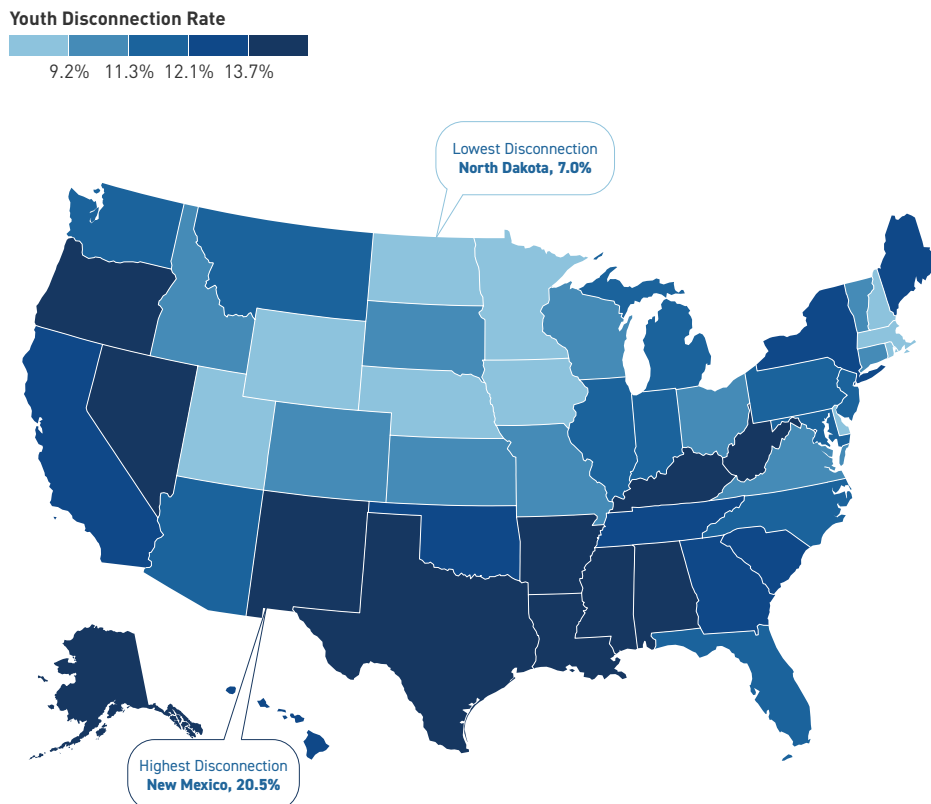 Youth Disconnection Rate
9.2% 11.3% 12.1% 13.7%
Lowest Disconnection
North Dakota, 7.0%
Highest Disconnection
New Mexico, 20.5%